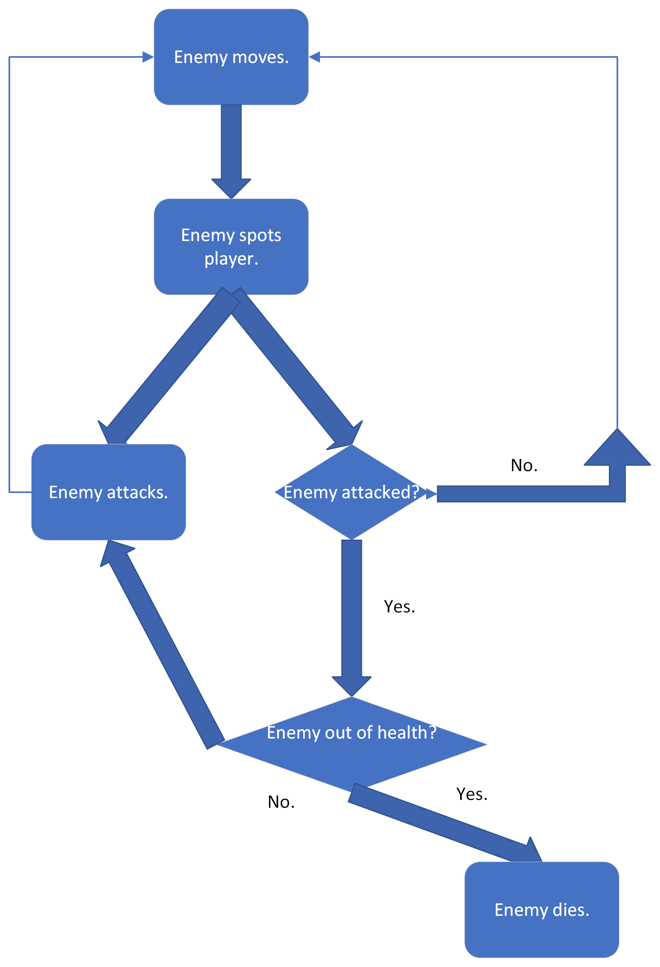 Enemy moves.
Enemy spots
player.
Enemy attacks.
Enemy attacked?
No.
Yes.
Enemy out of health?
No.
Yes.
Enemy dies.